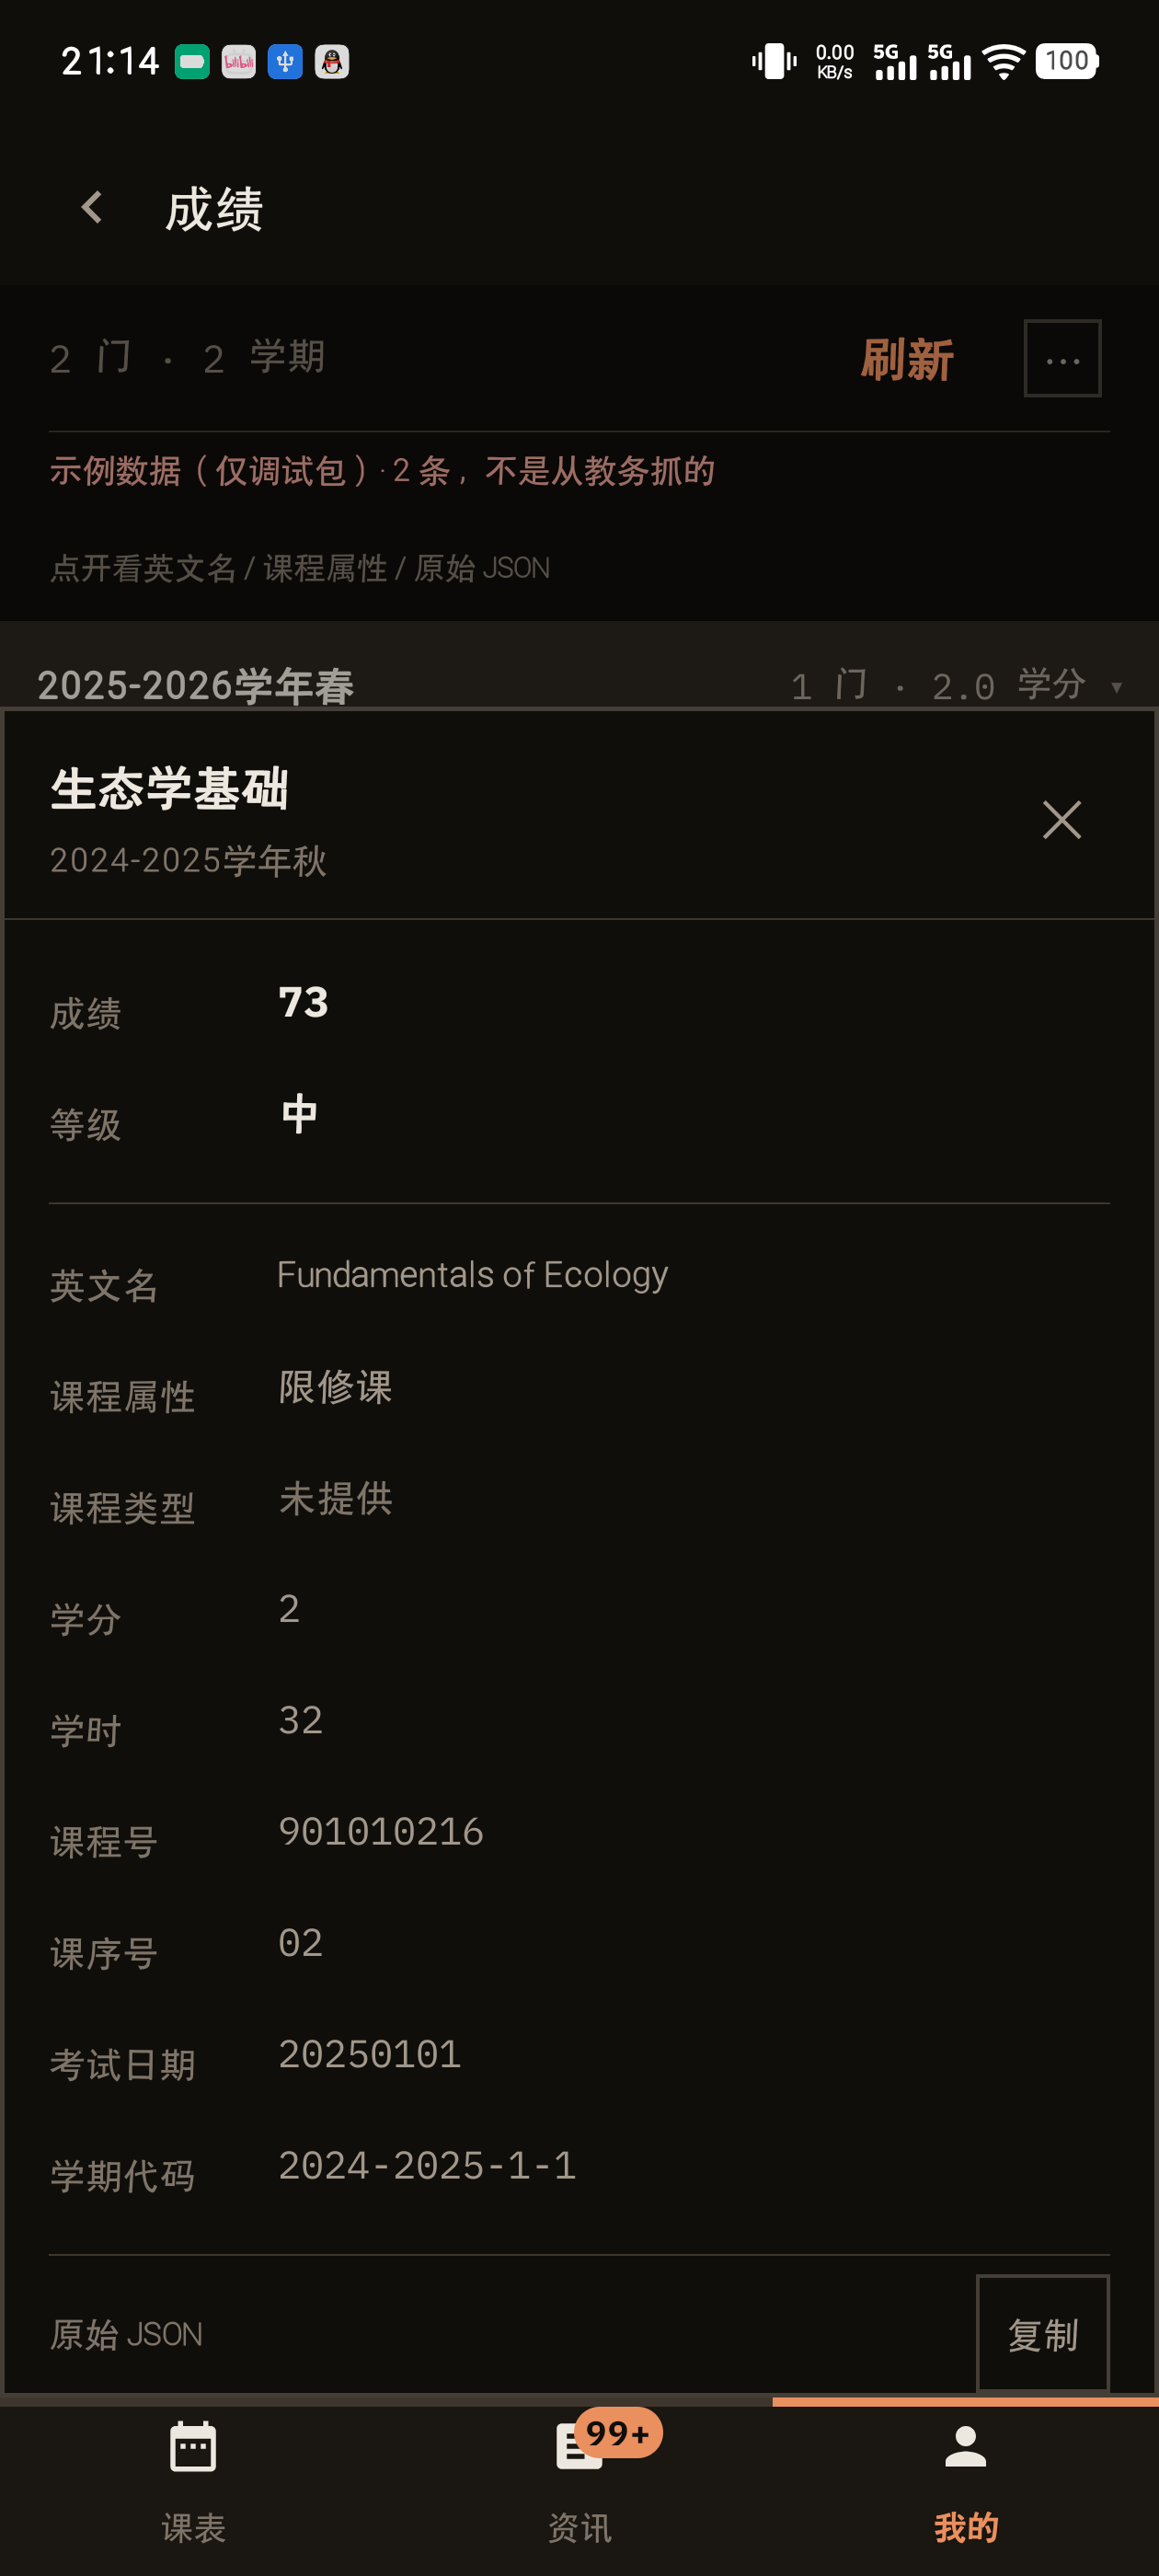 21:14
bilibili
0.00 KB/s 5G 5G 100
成绩
2 门 · 2 学期 刷新 ...
示例数据（仅调试包）· 2 条，不是从教务抓的
点开看英文名 / 课程属性 / 原始 JSON
2025-2026学年春 1 门 · 2.0 学分 ▾
生态学基础
2024-2025学年秋
成绩 73
等级 中
英文名 Fundamentals of Ecology
课程属性 限修课
课程类型 未提供
学分 2
学时 32
课程号 901010216
课序号 02
考试日期 20250101
学期代码 2024-2025-1-1
原始 JSON 复制
99+
课表 资讯 我的